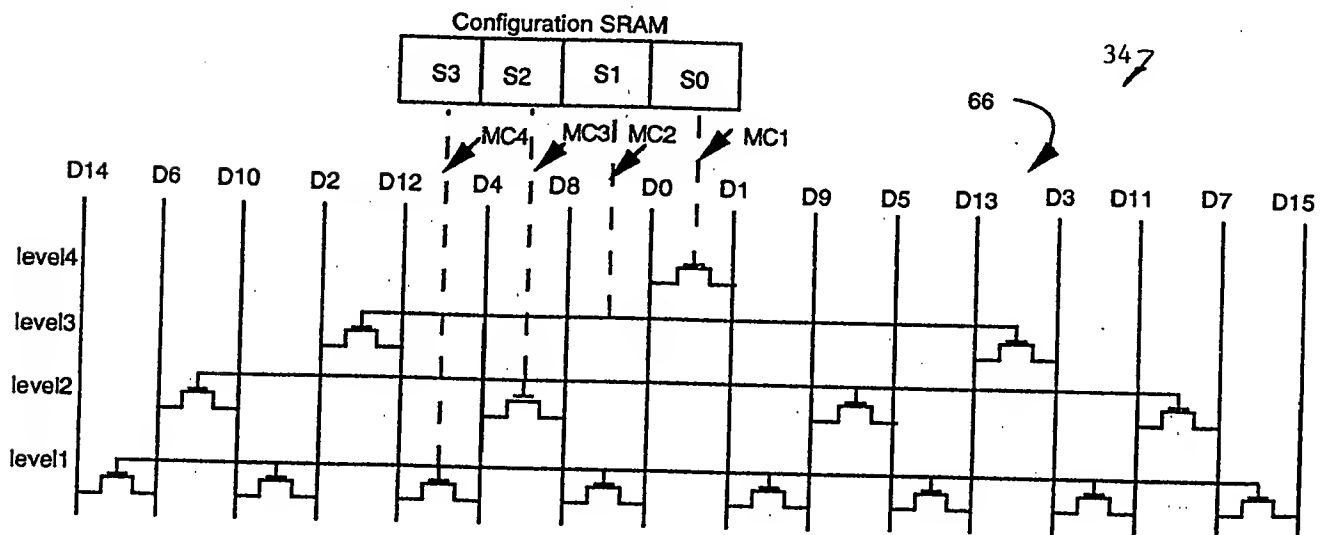 Configuration SRAM
S3 S2 S1 S0
347
66
MC4 MC3 MC2 MC1
D14 D6 D10 D2 D12 D4 D8 D0 D1 D9 D5 D13 D3 D11 D7 D15
level4
level3
level2
level1